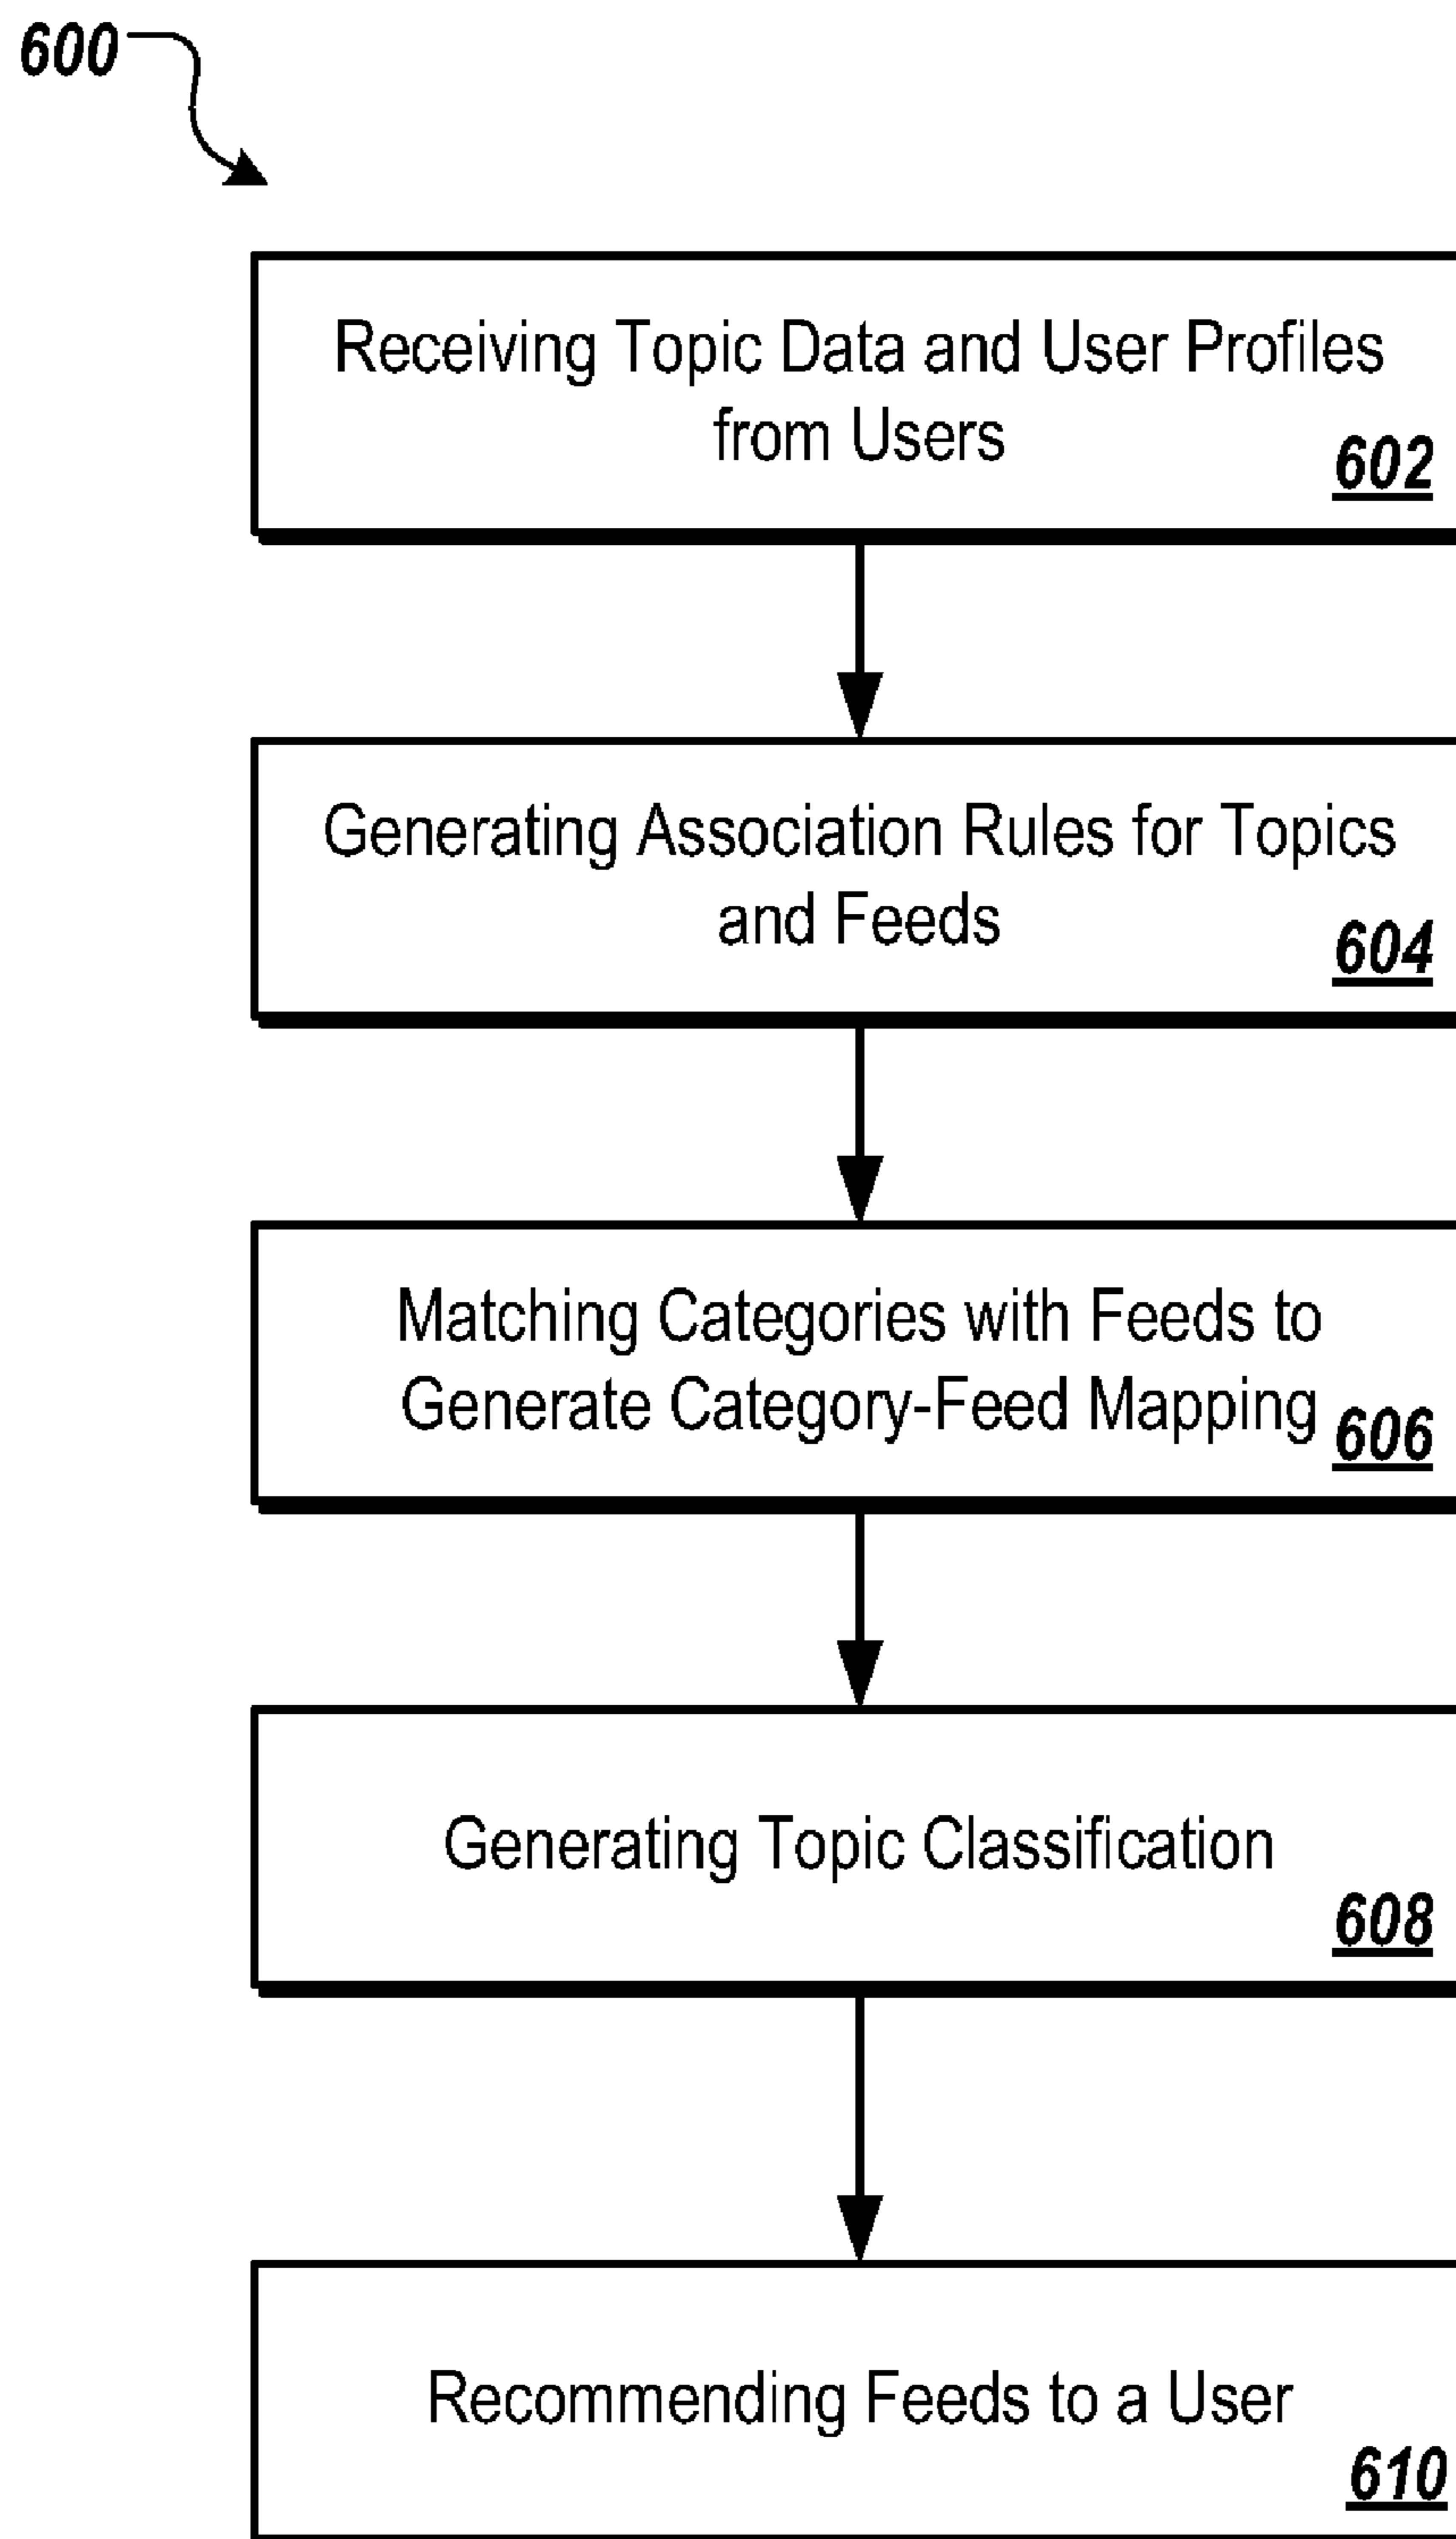 600
Receiving Topic Data and User Profiles
from Users
602
Generating Association Rules for Topics
and Feeds
604
Matching Categories with Feeds to
Generate Category-Feed Mapping
606
Generating Topic Classification
608
Recommending Feeds to a User
610